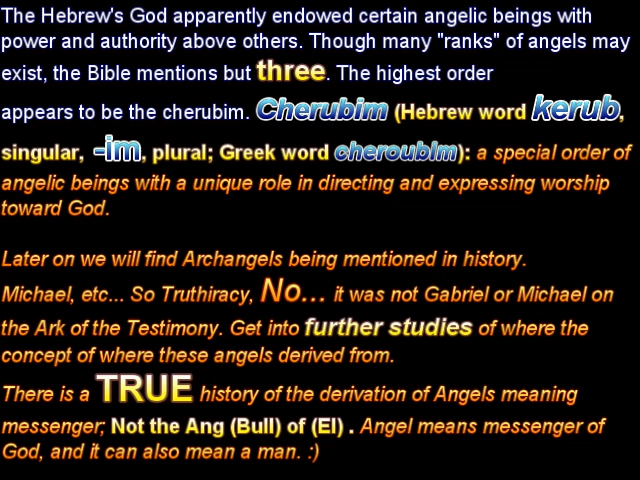 The Hebrew's God apparently endowed certain angelic beings with
power and authority above others. Though many "ranks" of angels may
exist, the Bible mentions but three. The highest order
appears to be the cherubim. Cherubim (Hebrew word kerub,
singular, -im, plural; Greek word cheroubim): a special order of
angelic beings with a unique role in directing and expressing worship
toward God.
Later on we will find Archangels being mentioned in history.
Michael, etc... So Truthiracy, No... it was not Gabriel or Michael on
the Ark of the Testimony. Get into further studies of where the
concept of where these angels derived from.
There is a TRUE history of the derivation of Angels meaning
messenger; Not the Ang (Bull) of (El) . Angel means messenger of
God, and it can also mean a man. :)